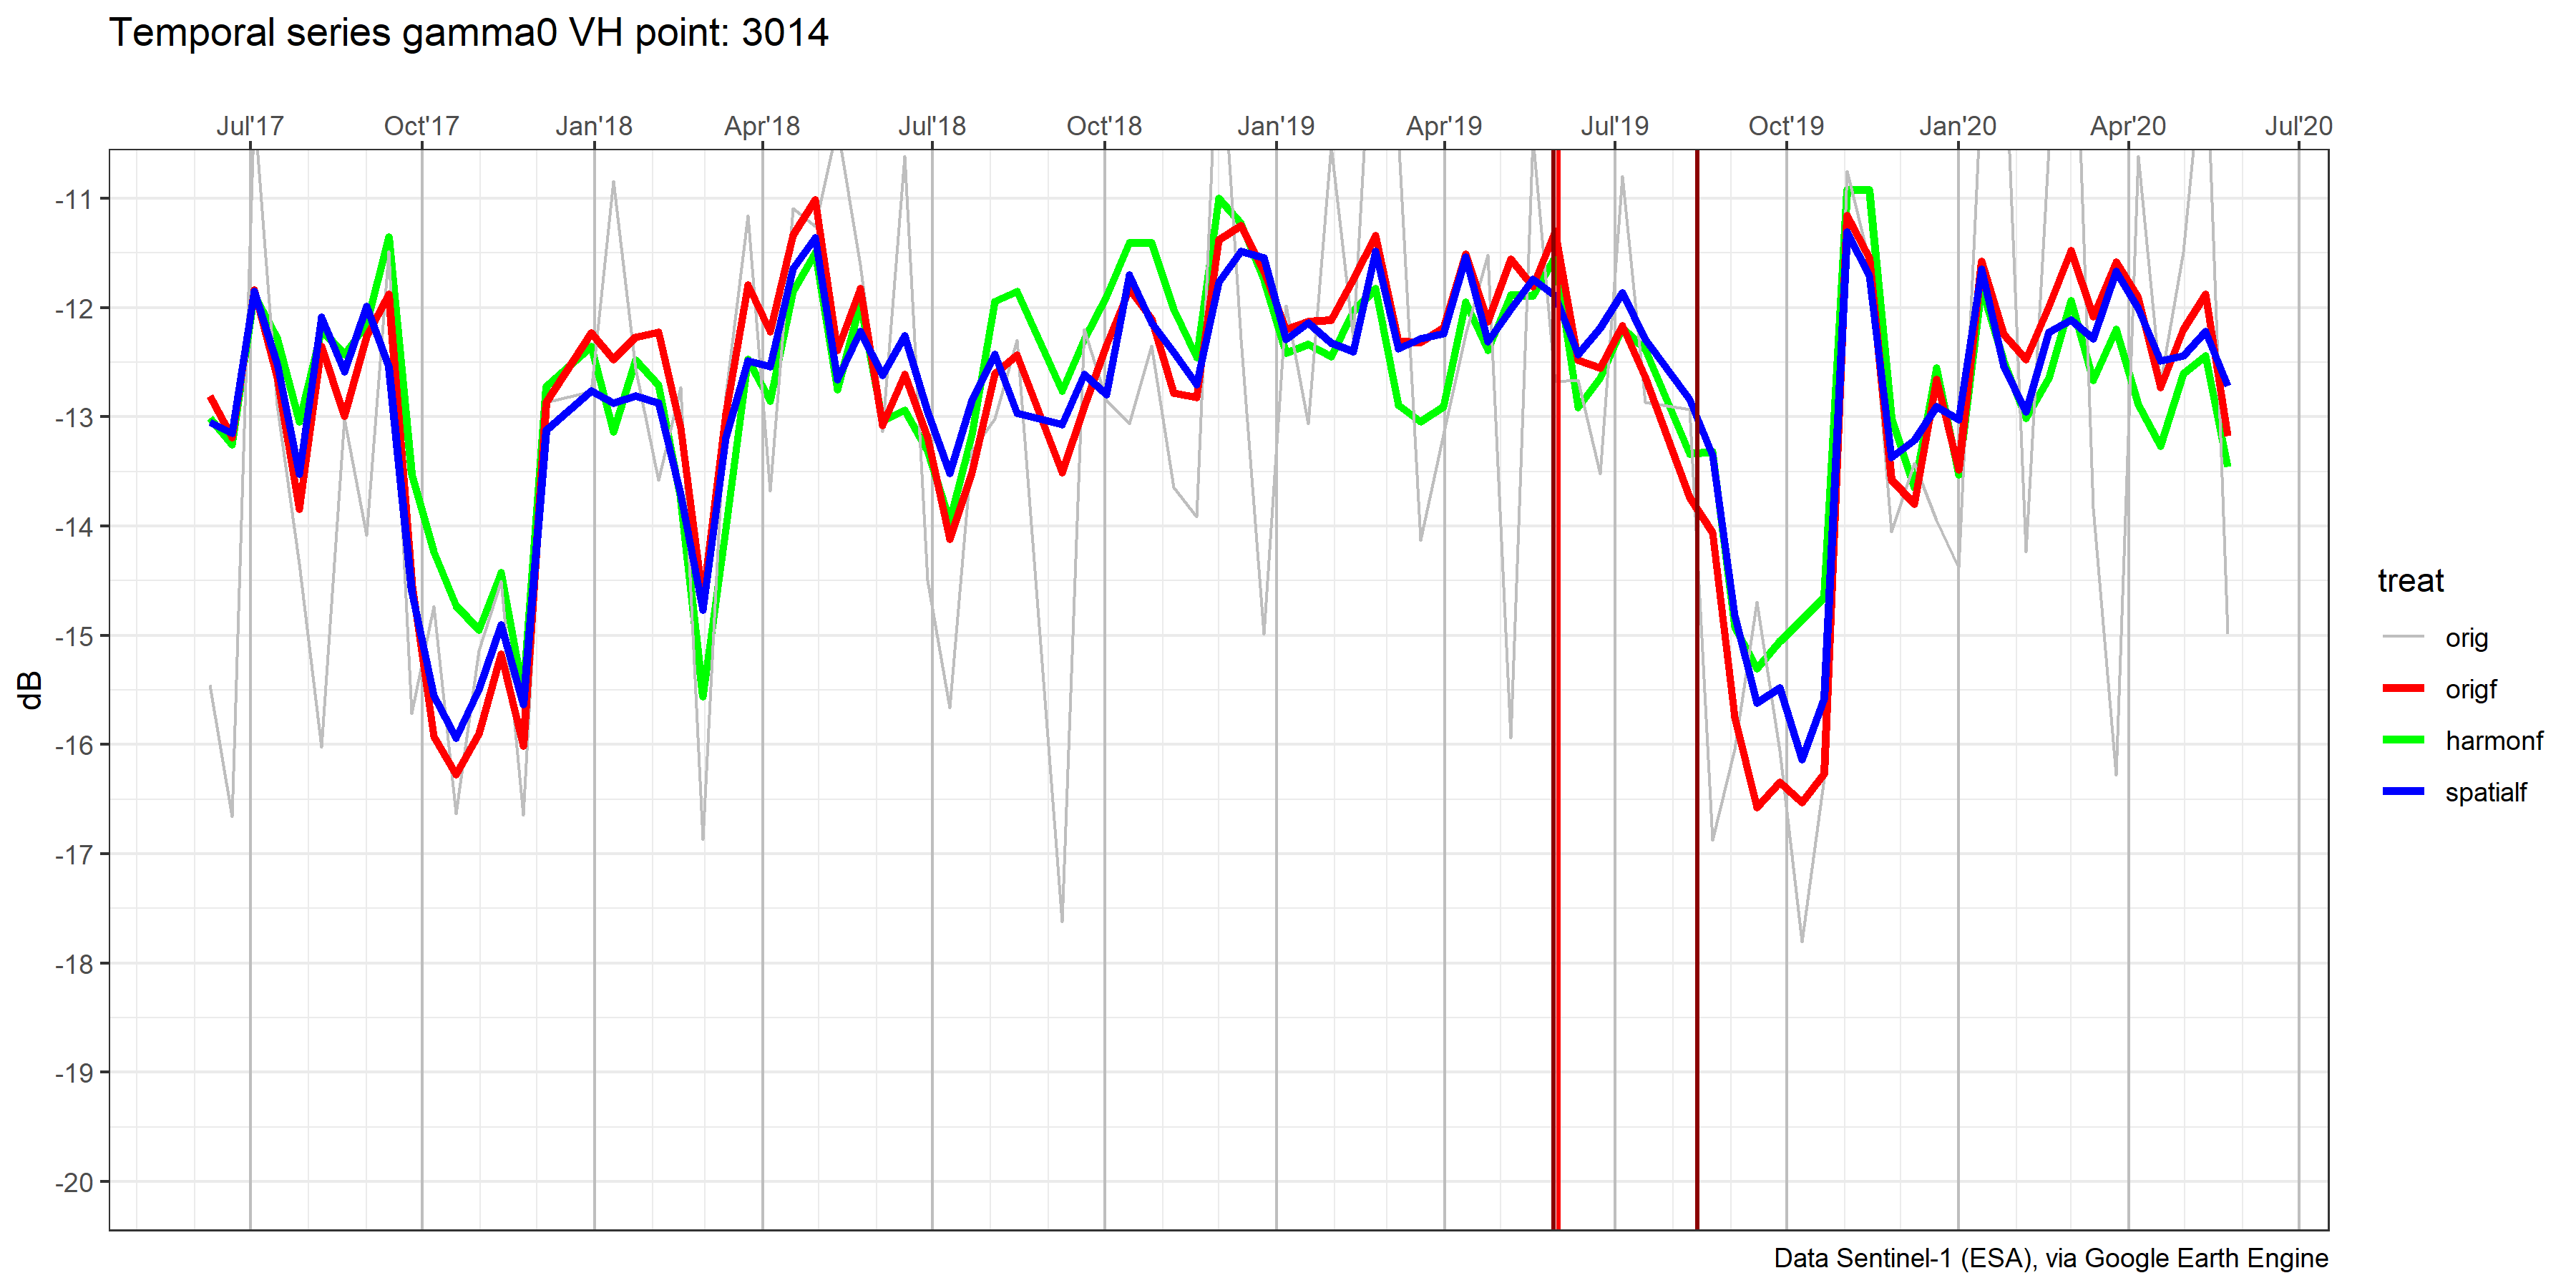 Temporal series gamma0 VH point: 3014
Jul'17 Oct'17 Jan'18 Apr'18 Jul'18 Oct'18 Jan'19 Apr'19 Jul'19 Oct'19 Jan'20 Apr'20 Jul'20
-11
-12
-13
-14
-15
-16
-17
-18
-19
-20
dB
treat
orig
origf
harmonf
spatialf
Data Sentinel-1 (ESA), via Google Earth Engine